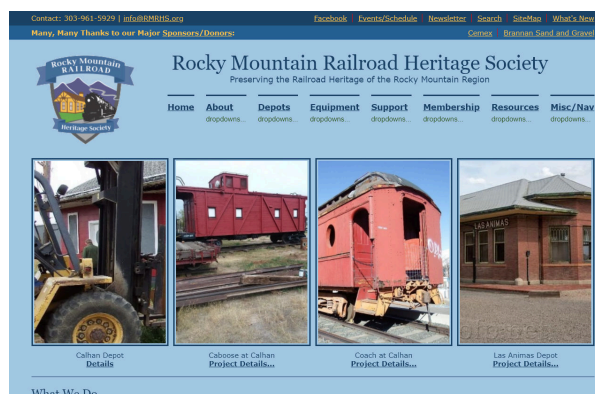 Contact: 303-961-5929 | info@RMRHS.org Facebook | Events/Schedule | Newsletter | Search | SiteMap | What's New
Many, Many Thanks to our Major Sponsors/Donors: Cemex Brannan Sand and Gravel
Rocky Mountain
RAILROAD
Heritage Society
Rocky Mountain Railroad Heritage Society
Preserving the Railroad Heritage of the Rocky Mountain Region
Home About Depots Equipment Support Membership Resources Misc/Nav
dropdowns... dropdowns... dropdowns... dropdowns... dropdowns... dropdowns... dropdowns...
LAS ANIMAS
Calhan Depot Caboose at Calhan Coach at Calhan Las Animas Depot
Details Project Details... Project Details... Project Details...
What We Do